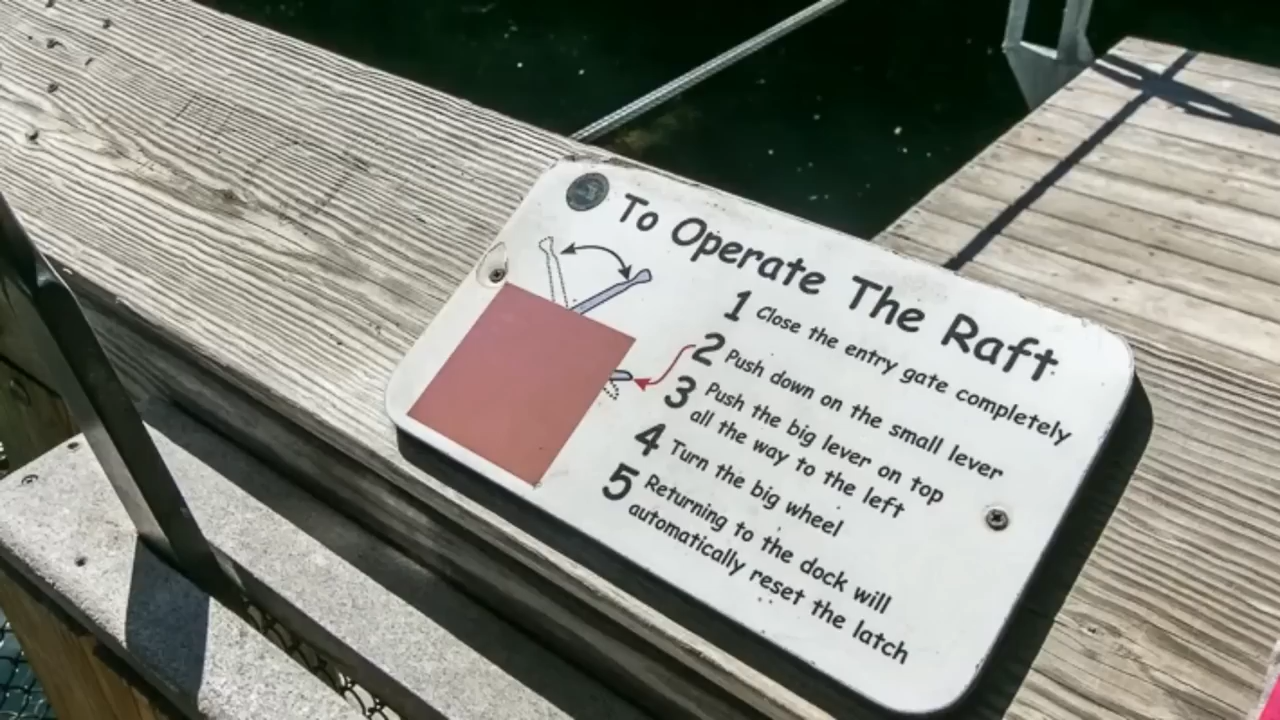 To Operate The Raft
1 Close the entry gate completely
2 Push down on the small lever
3 Push the big lever on top
all the way to the left
4 Turn the big wheel
5 Returning to the dock will
automatically reset the latch